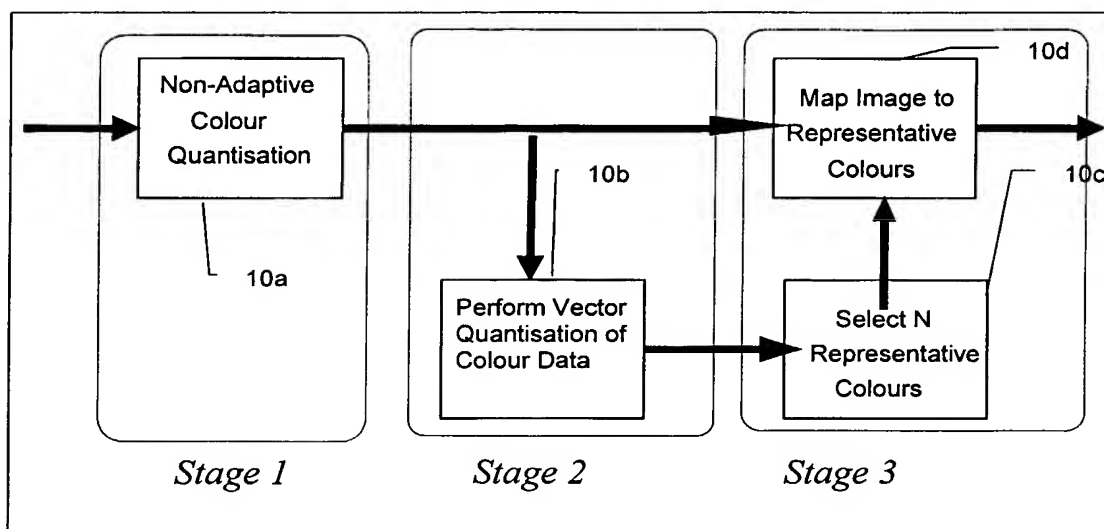 Non-Adaptive
Colour
Quantisation
10a
10b
Perform Vector
Quantisation of
Colour Data
10d
Map Image to
Representative
Colours
10c
Select N
Representative
Colours
Stage 1
Stage 2
Stage 3